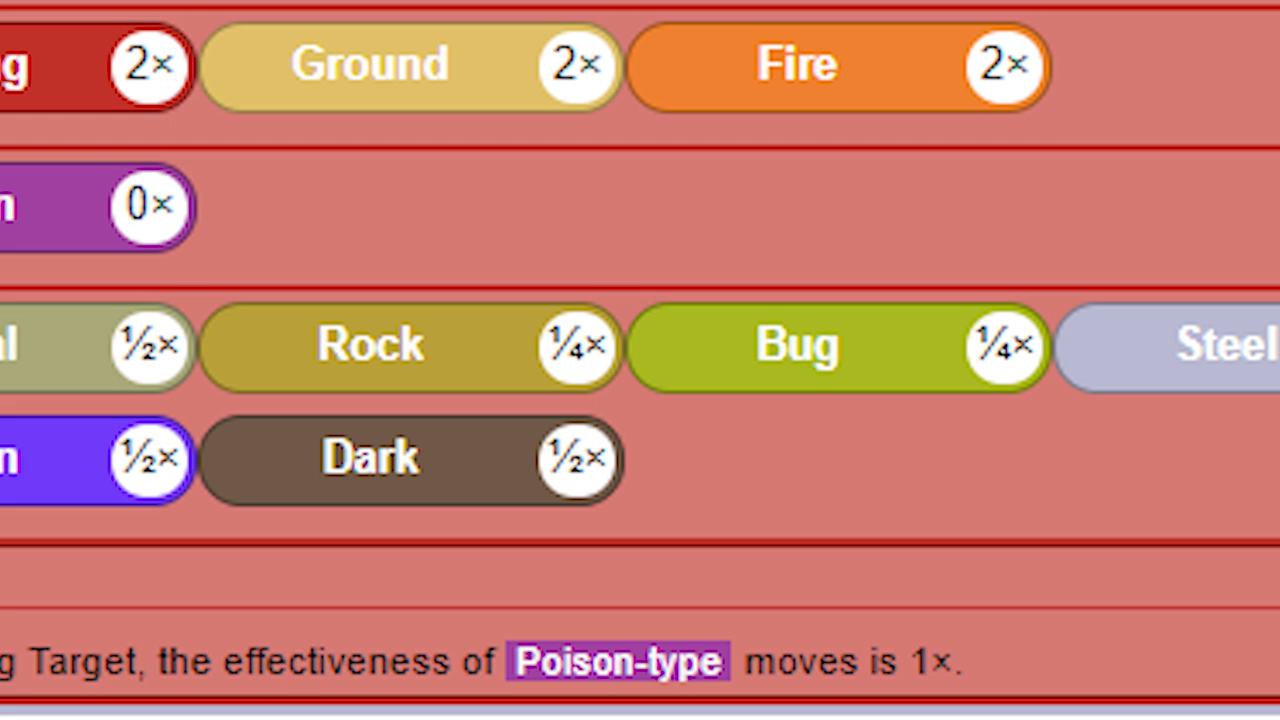 g 2× Ground 2× Fire 2×
n 0×
al ½× Rock ¼× Bug ¼× Steel
n ½× Dark ½×
g Target, the effectiveness of Poison-type moves is 1×.